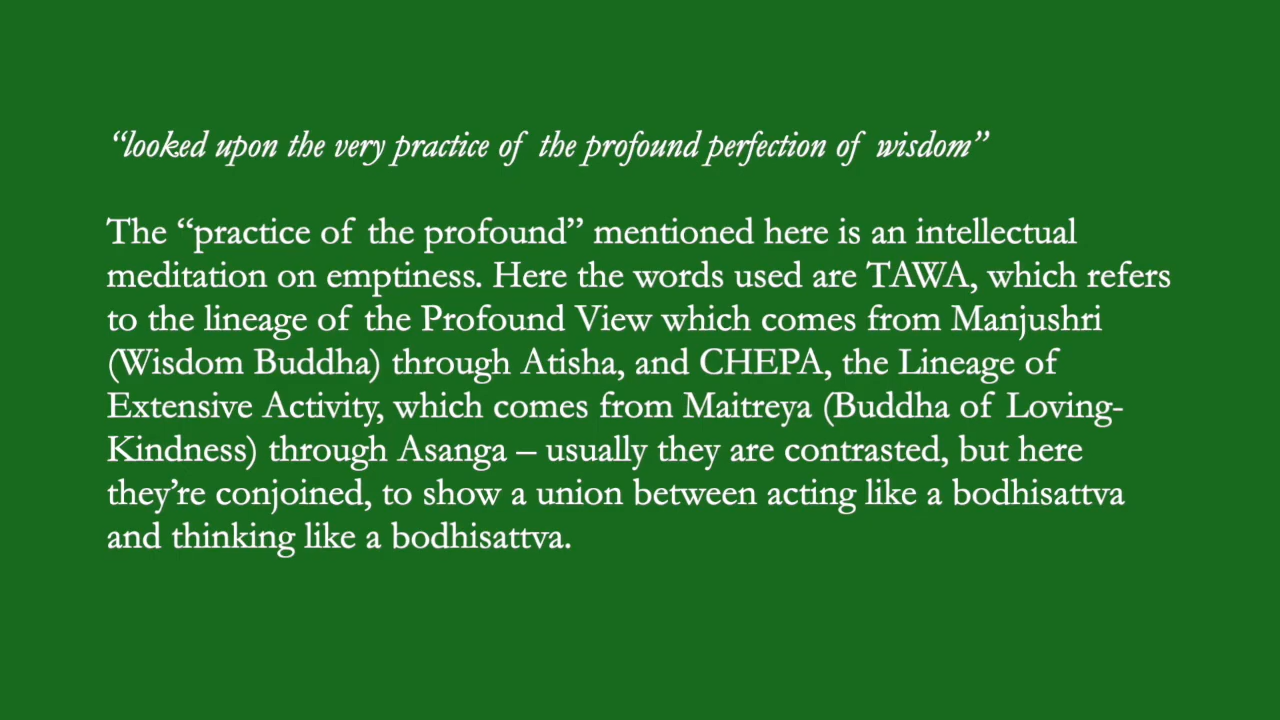 “looked upon the very practice of the profound perfection of wisdom”
The “practice of the profound” mentioned here is an intellectual
meditation on emptiness. Here the words used are TAWA, which refers
to the lineage of the Profound View which comes from Manjushri
(Wisdom Buddha) through Atisha, and CHEPA, the Lineage of
Extensive Activity, which comes from Maitreya (Buddha of Loving-
Kindness) through Asanga – usually they are contrasted, but here
they’re conjoined, to show a union between acting like a bodhisattva
and thinking like a bodhisattva.